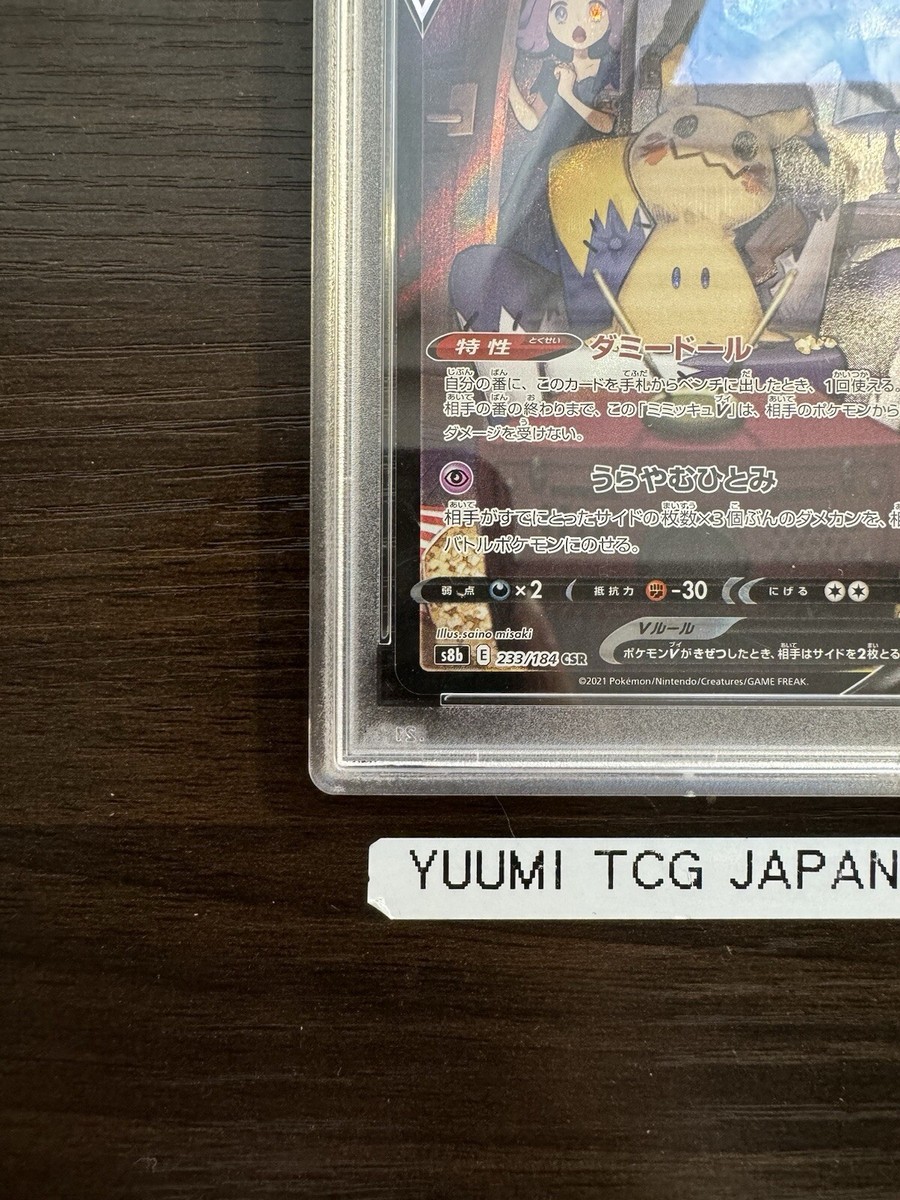 V
特性 とくせい ダミードール
自分の番に、このカードを手札からベンチに出したとき、1回使える。
相手の番の終わりまで、この「ミミッキュV」は、相手のポケモンから
ダメージを受けない。
うらやむひとみ
相手がすでにとったサイドの枚数×3個ぶんのダメカンを、相
バトルポケモンにのせる。
弱点 ×2 抵抗力 -30 にげる
Illus.saino misaki
Vルール
s8b E 233/184 CSR
ポケモンVがきぜつしたとき、相手はサイドを2枚とる
©2021 Pokémon/Nintendo/Creatures/GAME FREAK.
YUUMI TCG JAPAN